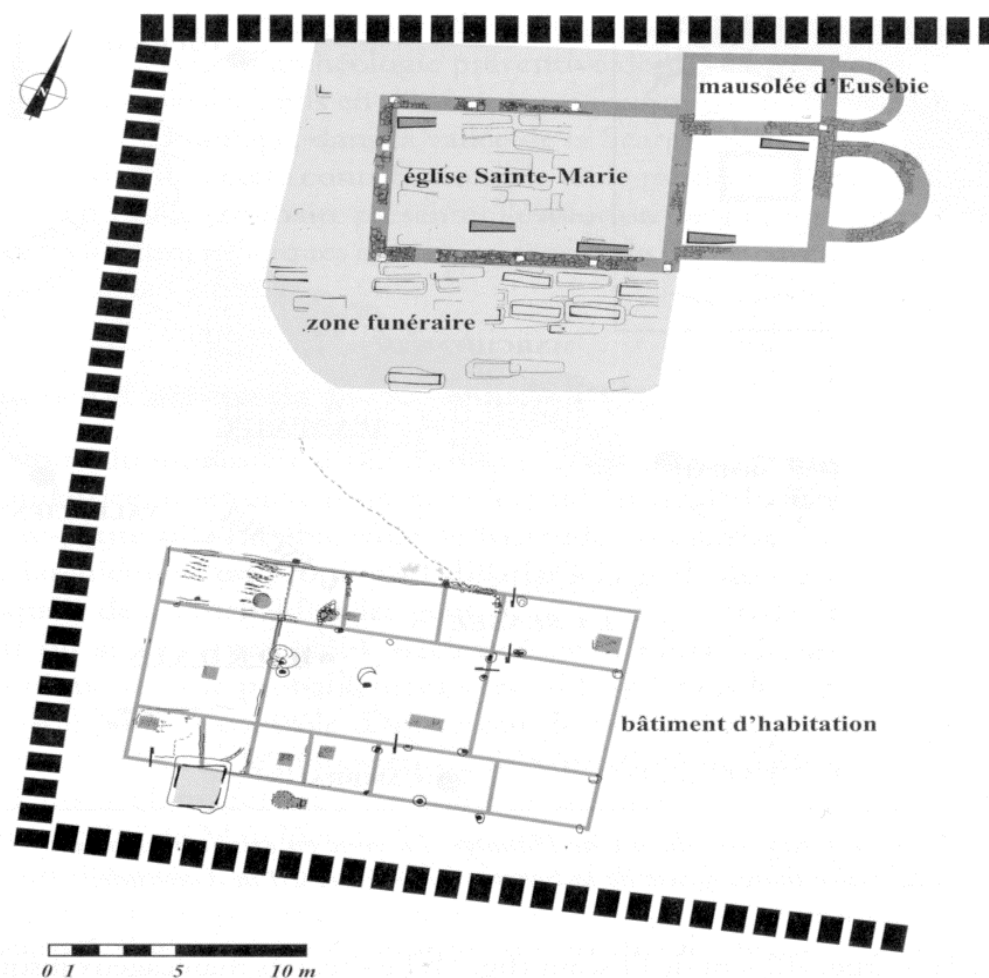 mausolée d'Eusébie
église Sainte-Marie
zone funéraire
bâtiment d'habitation
0 1 5 10 m